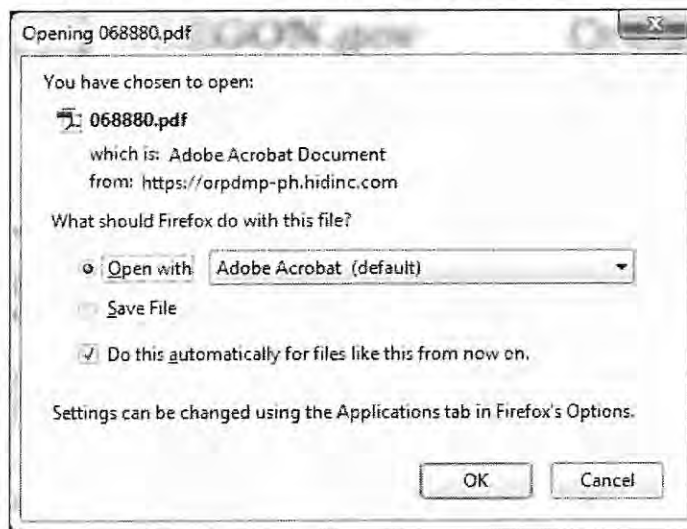 Opening 068880.pdf
You have chosen to open:
068880.pdf
which is: Adobe Acrobat Document
from: https://orpdmp-ph.hidinc.com
What should Firefox do with this file?
Open with Adobe Acrobat (default)
Save File
Do this automatically for files like this from now on.
Settings can be changed using the Applications tab in Firefox's Options.
OK Cancel